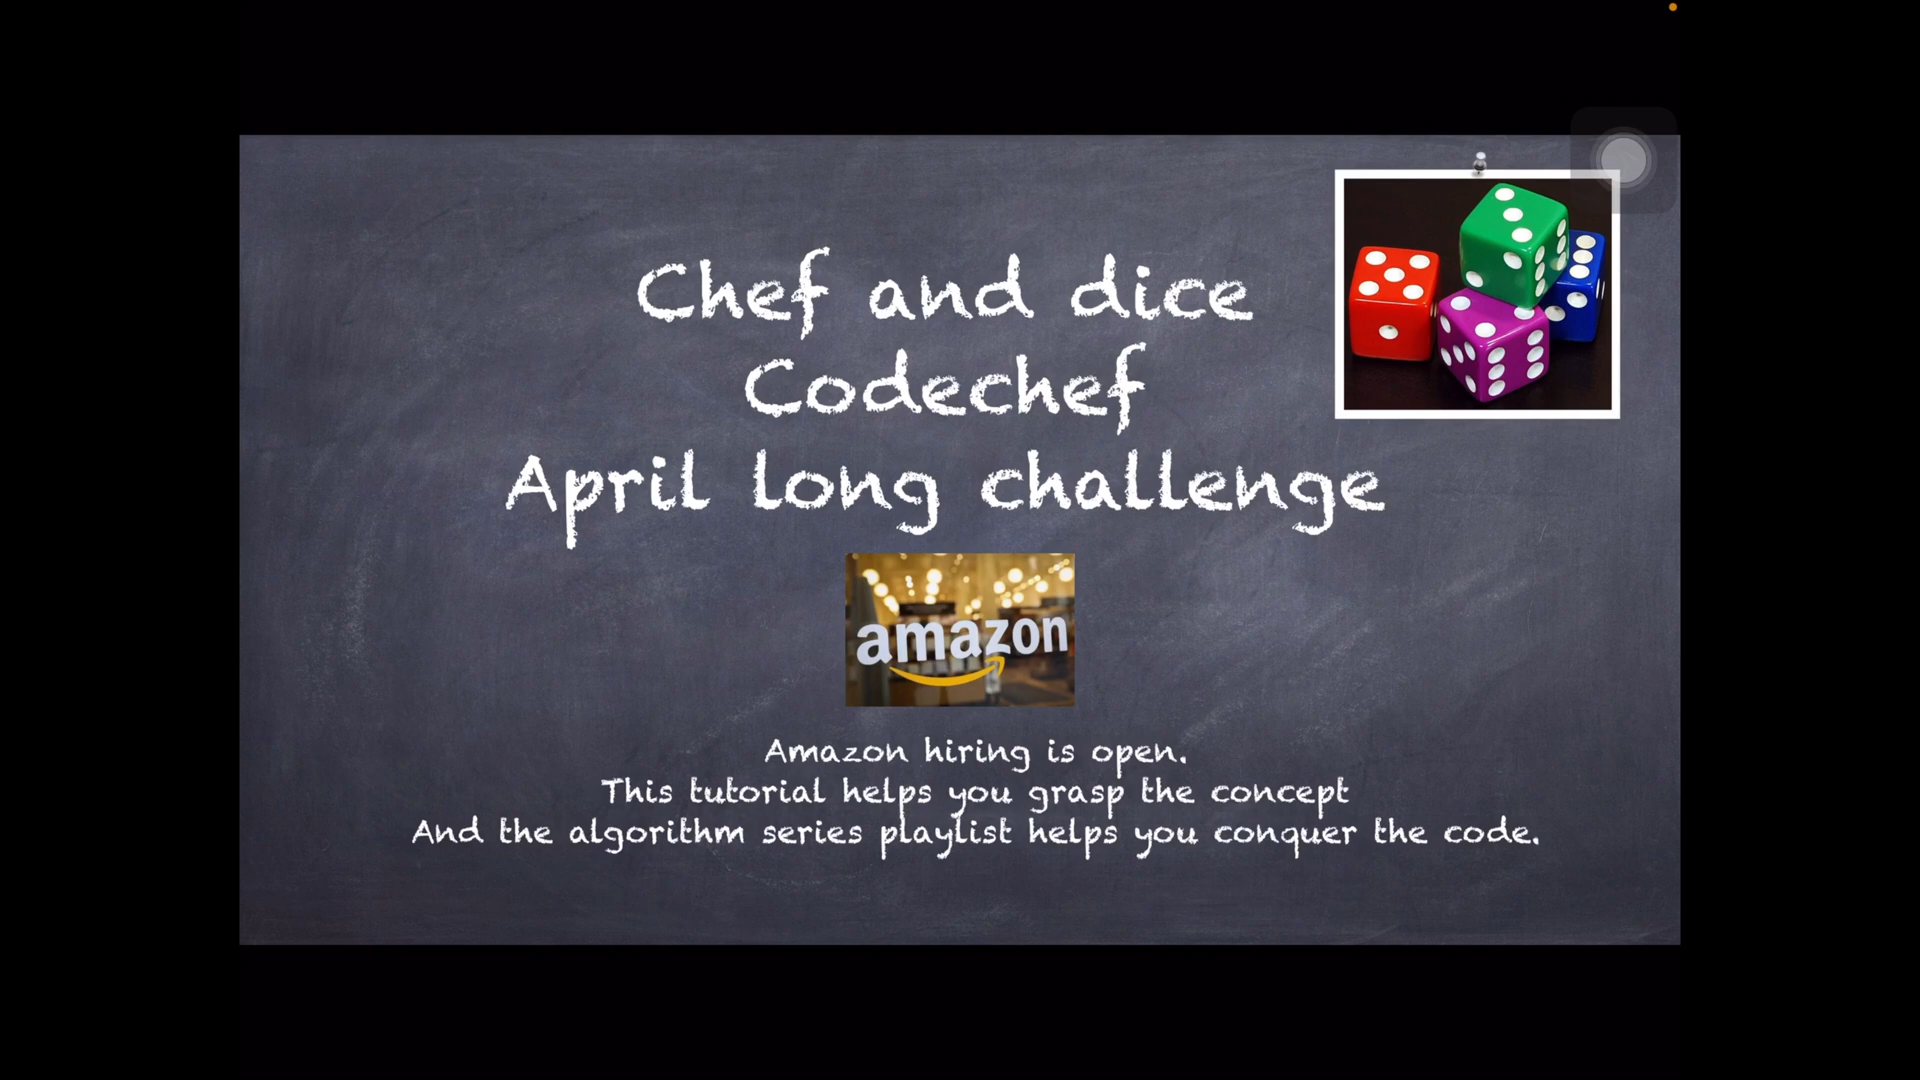 Chef and dice
Codechef
April long challenge
amazon
Amazon hiring is open.
This tutorial helps you grasp the concept
And the algorithm series playlist helps you conquer the code.